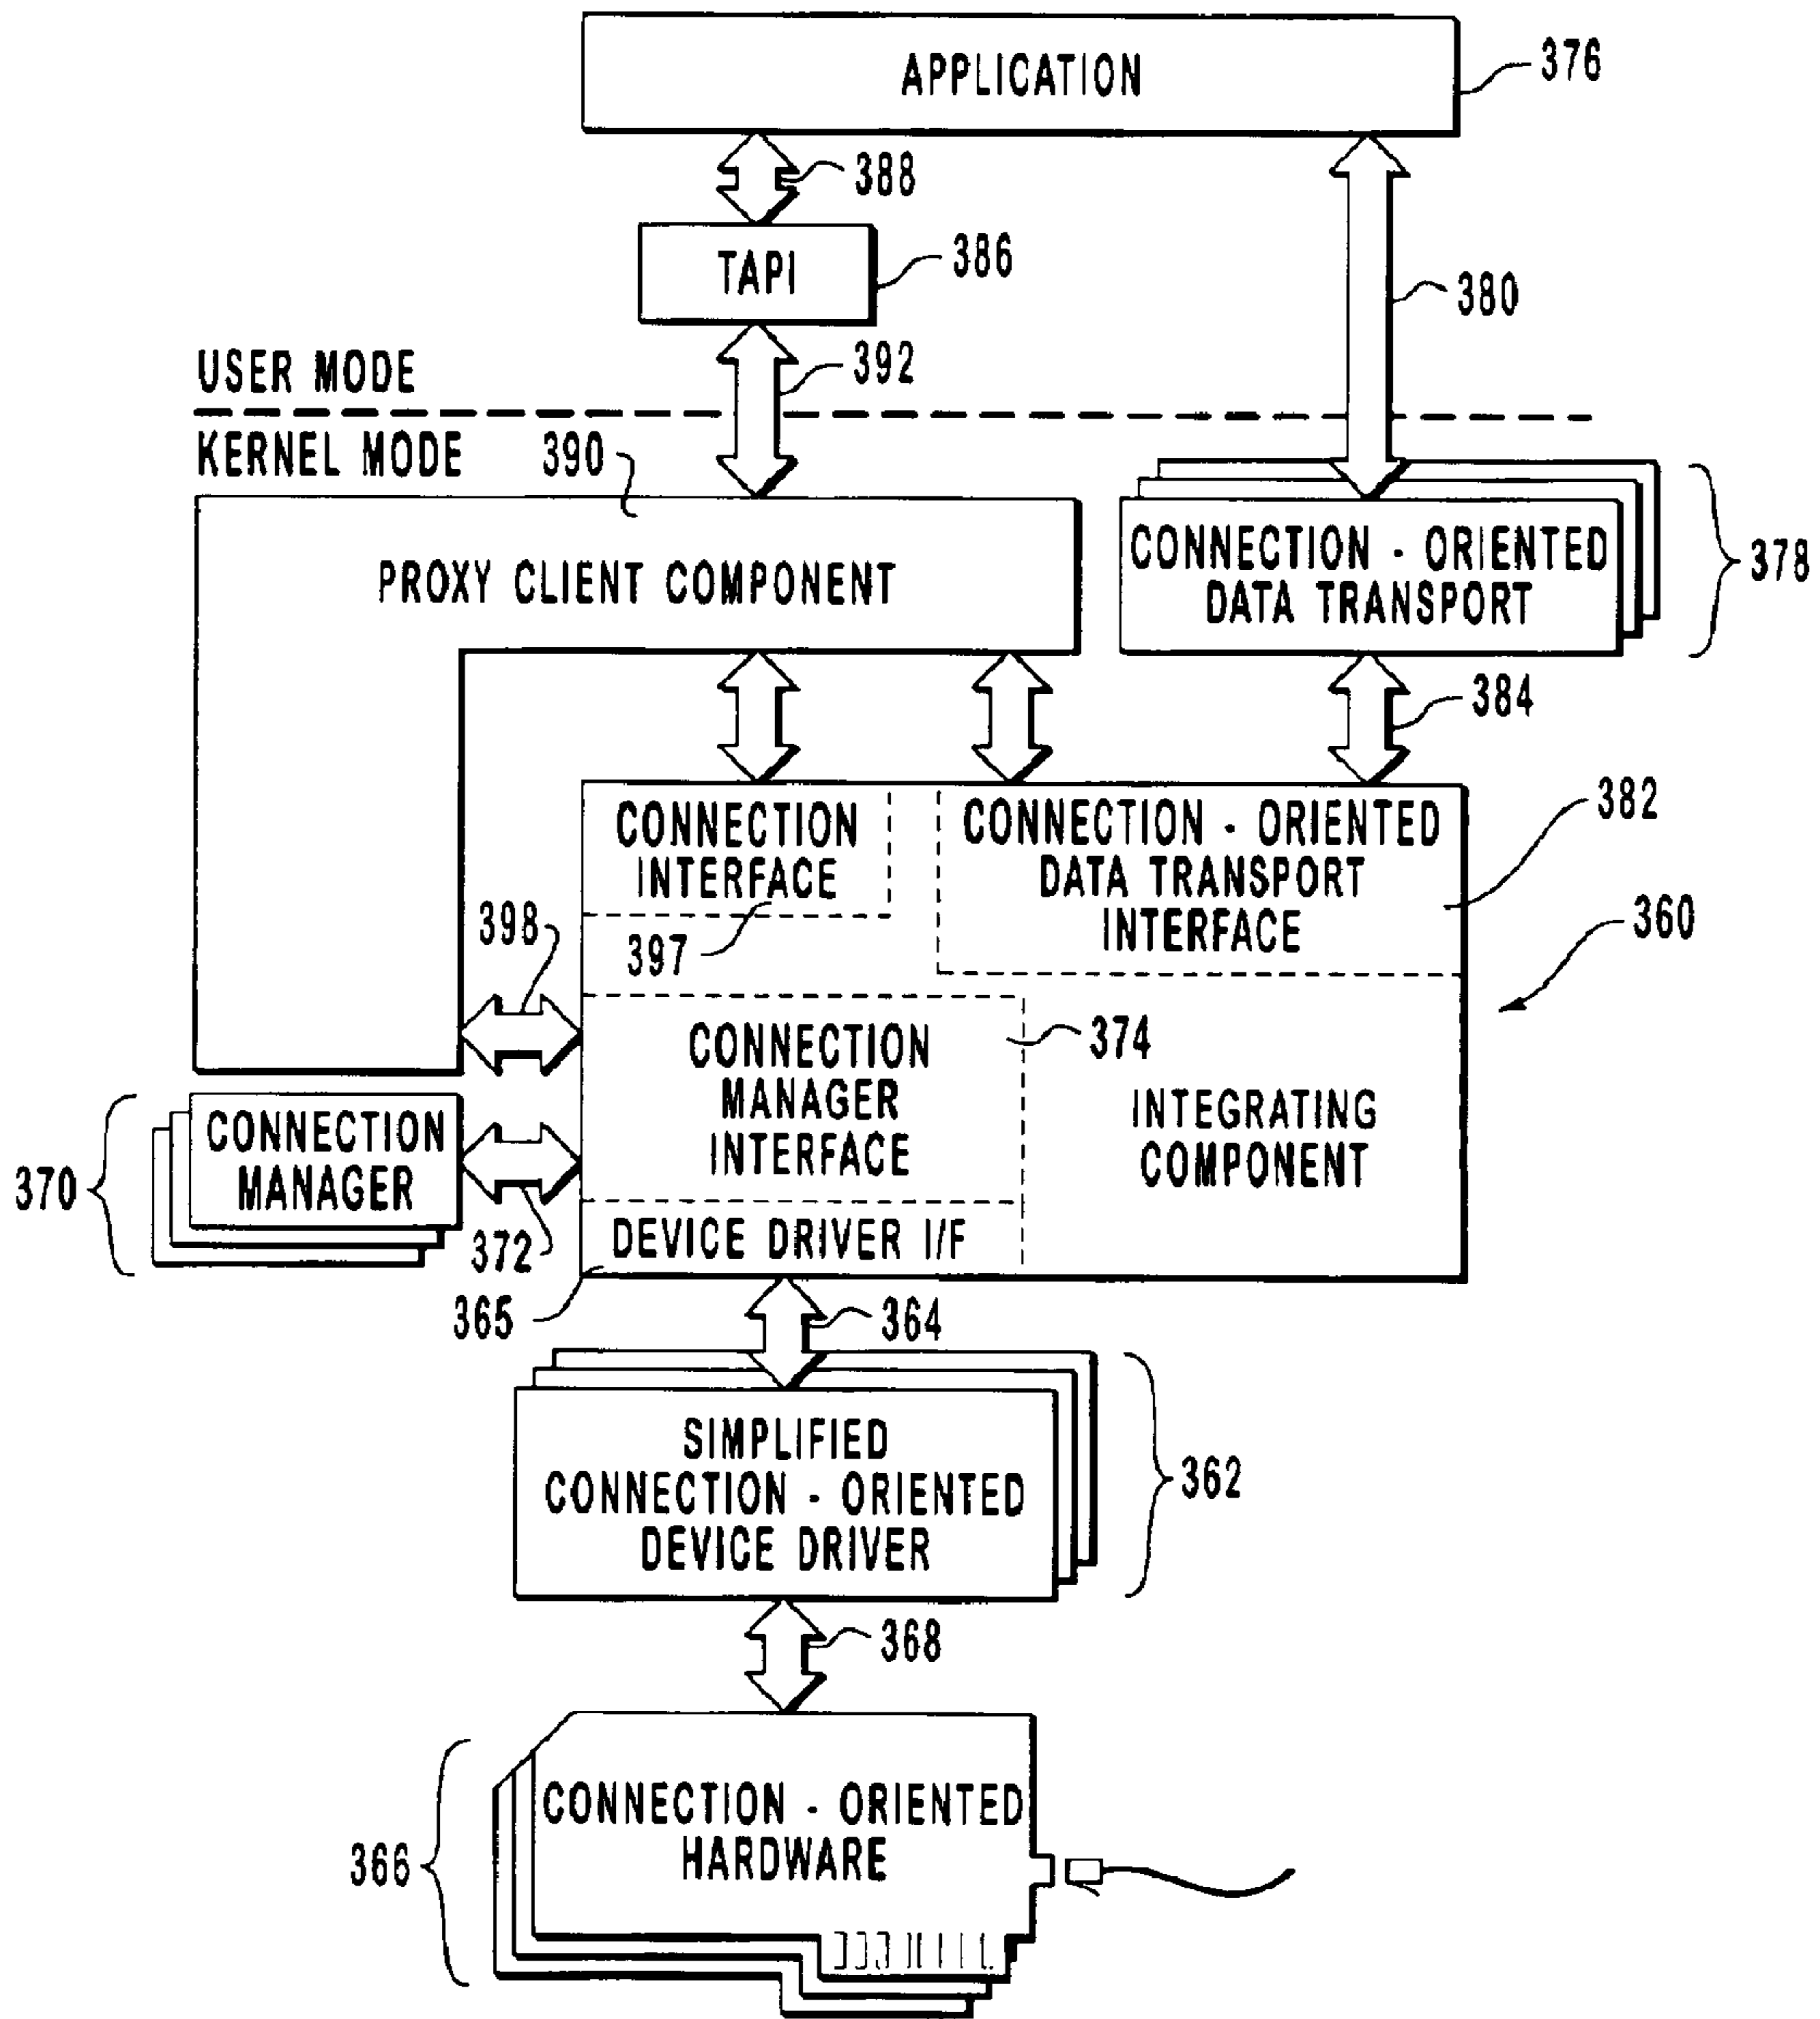 APPLICATION
376
388
TAPI
386
380
392
USER MODE
KERNEL MODE
390
PROXY CLIENT COMPONENT
CONNECTION - ORIENTED
DATA TRANSPORT
378
384
CONNECTION
INTERFACE
397
CONNECTION - ORIENTED
DATA TRANSPORT
INTERFACE
382
360
398
CONNECTION
MANAGER
INTERFACE
374
INTEGRATING
COMPONENT
CONNECTION
MANAGER
370
372
DEVICE DRIVER I/F
365
364
SIMPLIFIED
CONNECTION - ORIENTED
DEVICE DRIVER
362
368
CONNECTION - ORIENTED
HARDWARE
366